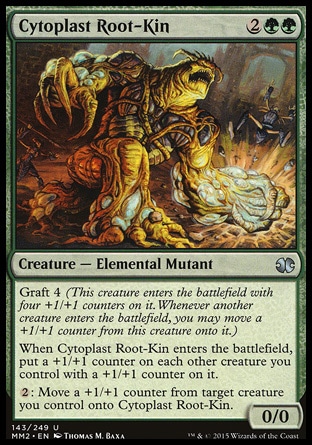 Cytoplast Root-Kin 2
Creature — Elemental Mutant
Graft 4 (This creature enters the battlefield with
four +1/+1 counters on it. Whenever another
creature enters the battlefield, you may move a
+1/+1 counter from this creature onto it.)
When Cytoplast Root-Kin enters the battlefield,
put a +1/+1 counter on each other creature you
control with a +1/+1 counter on it.
2: Move a +1/+1 counter from target creature
you control onto Cytoplast Root-Kin.
0/0
143/249 U
MM2 • EN Thomas M. Baxa
™ & © 2015 Wizards of the Coast